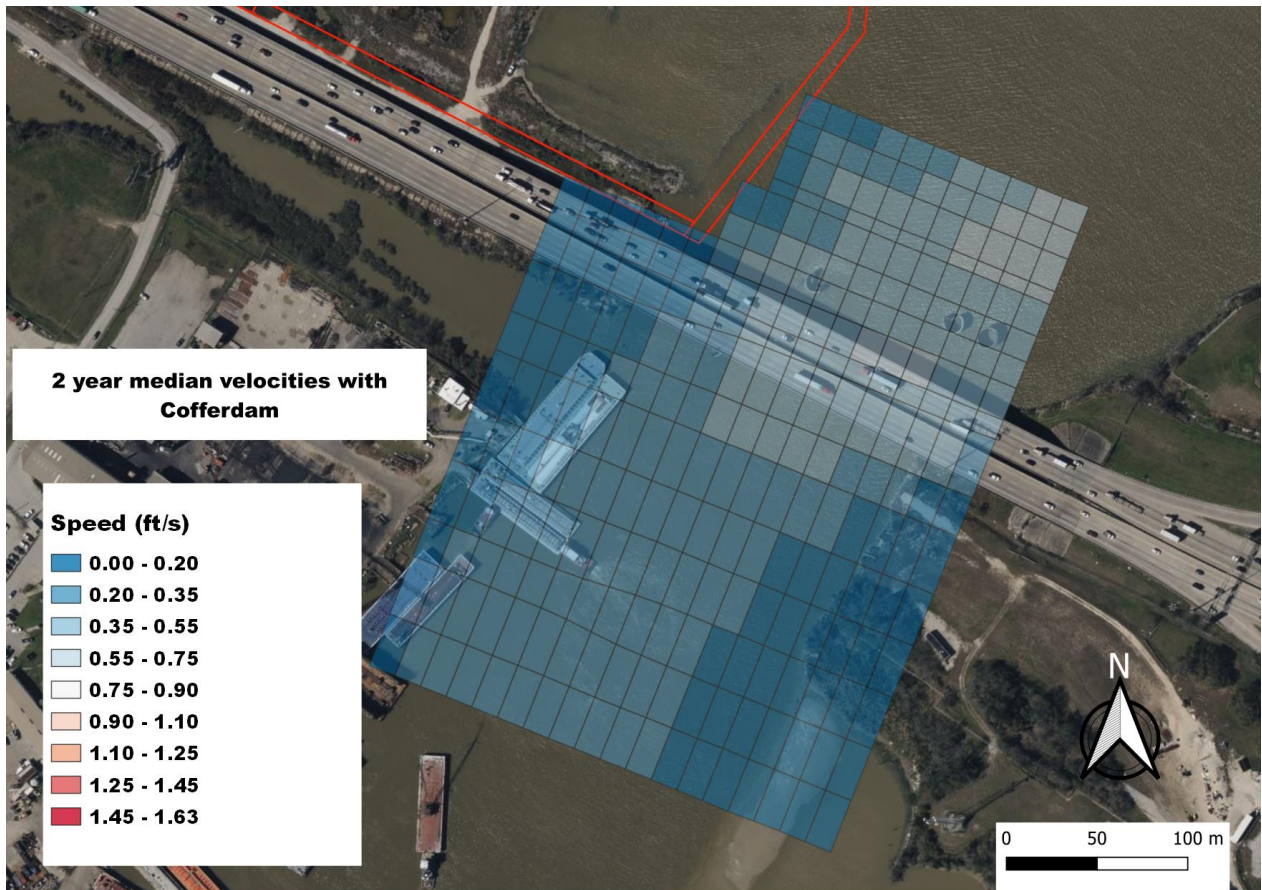 2 year median velocities with
Cofferdam
Speed (ft/s)
0.00 - 0.20
0.20 - 0.35
0.35 - 0.55
0.55 - 0.75
0.75 - 0.90
0.90 - 1.10
1.10 - 1.25
1.25 - 1.45
1.45 - 1.63
N
0 50 100 m